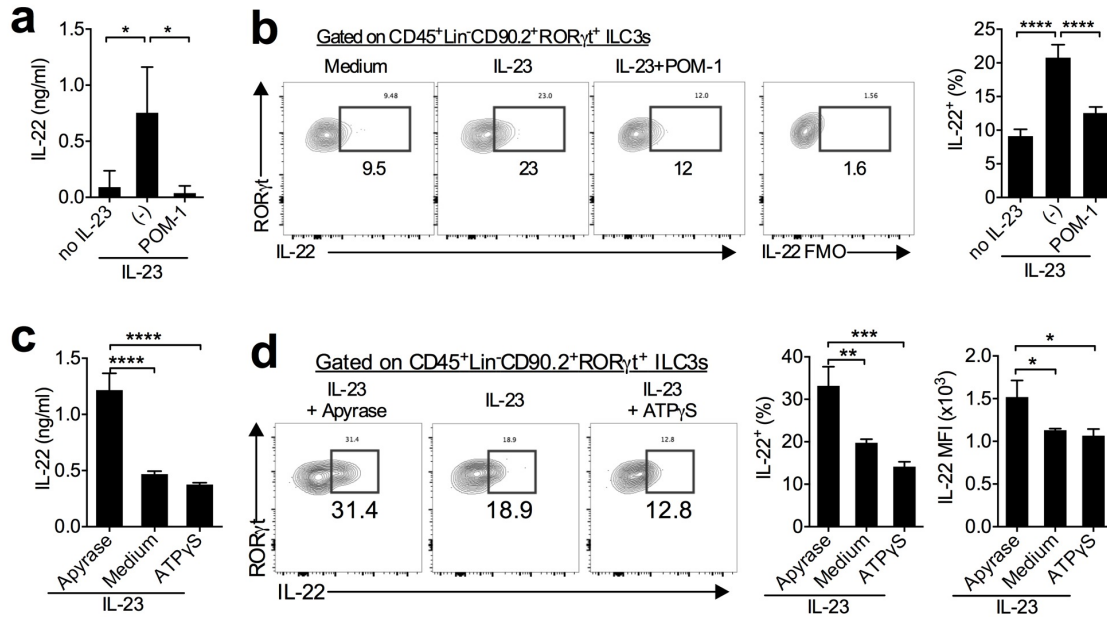 a
IL-22 (ng/ml)
1.5
1.0
0.5
0.0
*
*
no IL-23
(-)
POM-1
IL-23
b
Gated on CD45⁺Lin⁻CD90.2⁺RORγt⁺ ILC3s
Medium
IL-23
IL-23+POM-1
9.48
23.0
12.0
1.56
9.5
23
12
1.6
RORγt
IL-22
IL-22 FMO
IL-22⁺ (%)
25
20
15
10
5
0
****
****
no IL-23
(-)
POM-1
IL-23
c
IL-22 (ng/ml)
1.5
1.0
0.5
0.0
****
****
Apyrase
Medium
ATPγS
IL-23
d
Gated on CD45⁺Lin⁻CD90.2⁺RORγt⁺ ILC3s
IL-23
+ Apyrase
IL-23
IL-23
+ ATPγS
31.4
18.9
12.8
31.4
18.9
12.8
RORγt
IL-22
IL-22⁺ (%)
40
30
20
10
0
***
**
Apyrase
Medium
ATPγS
IL-23
IL-22 MFI (x10³)
2.0
1.5
1.0
0.5
0.0
*
*
Apyrase
Medium
ATPγS
IL-23